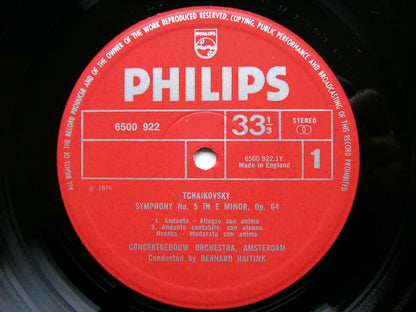 ALL RIGHTS OF THE RECORD PRODUCER AND OF THE OWNER OF THE WORK REPRODUCED RESERVED, COPYING, PUBLIC PERFORMANCE AND BROADCASTING OF THIS RECORD PROHIBITED
PHILIPS
PHILIPS
6500 922
33 1/3
STEREO
6500 922.1Y
Made in England
1
℗ 1976
TCHAIKOVSKY
SYMPHONY No. 5 IN E MINOR, Op. 64
1. Andante - Allegro con anima
2. Andante cantabile, con alcuna
licenza - Moderato con anima
CONCERTGEBOUW ORCHESTRA, AMSTERDAM
Conducted by BERNARD HAITINK